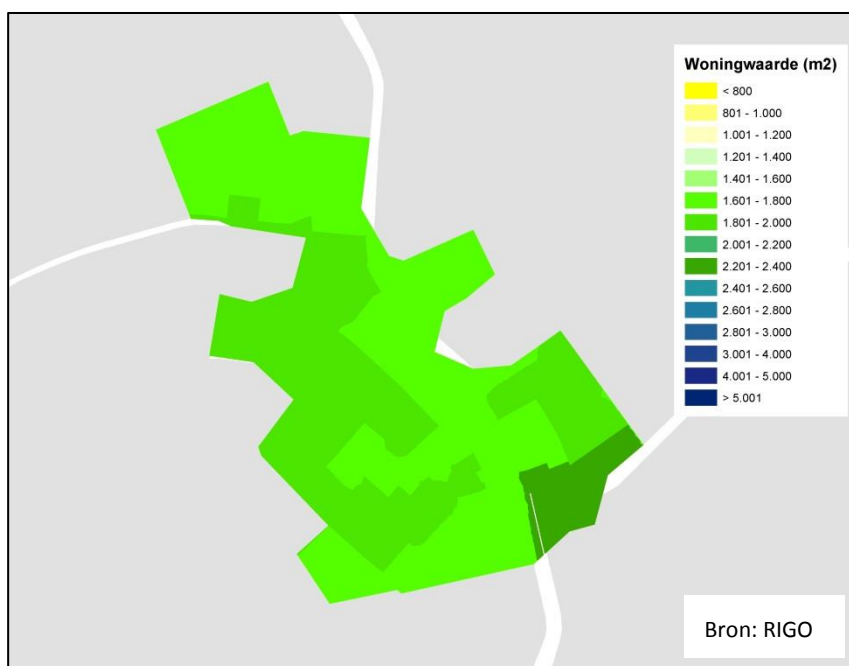 Woningwaarde (m2)
< 800
801 - 1.000
1.001 - 1.200
1.201 - 1.400
1.401 - 1.600
1.601 - 1.800
1.801 - 2.000
2.001 - 2.200
2.201 - 2.400
2.401 - 2.600
2.601 - 2.800
2.801 - 3.000
3.001 - 4.000
4.001 - 5.000
> 5.001
Bron: RIGO